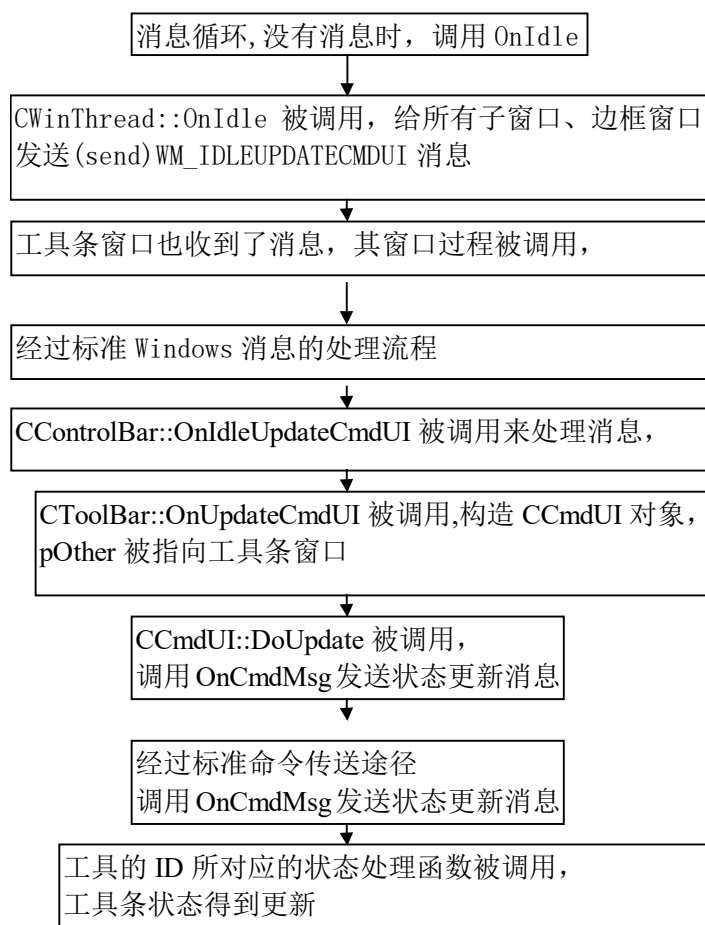 消息循环,没有消息时，调用 OnIdle
CWinThread::OnIdle 被调用，给所有子窗口、边框窗口
发送(send)WM_IDLEUPDATECMDUI 消息
工具条窗口也收到了消息，其窗口过程被调用，
经过标准 Windows 消息的处理流程
CControlBar::OnIdleUpdateCmdUI 被调用来处理消息，
CToolBar::OnUpdateCmdUI 被调用,构造 CCmdUI 对象，
pOther 被指向工具条窗口
CCmdUI::DoUpdate 被调用，
调用 OnCmdMsg 发送状态更新消息
经过标准命令传送途径
调用 OnCmdMsg 发送状态更新消息
工具的 ID 所对应的状态处理函数被调用，
工具条状态得到更新